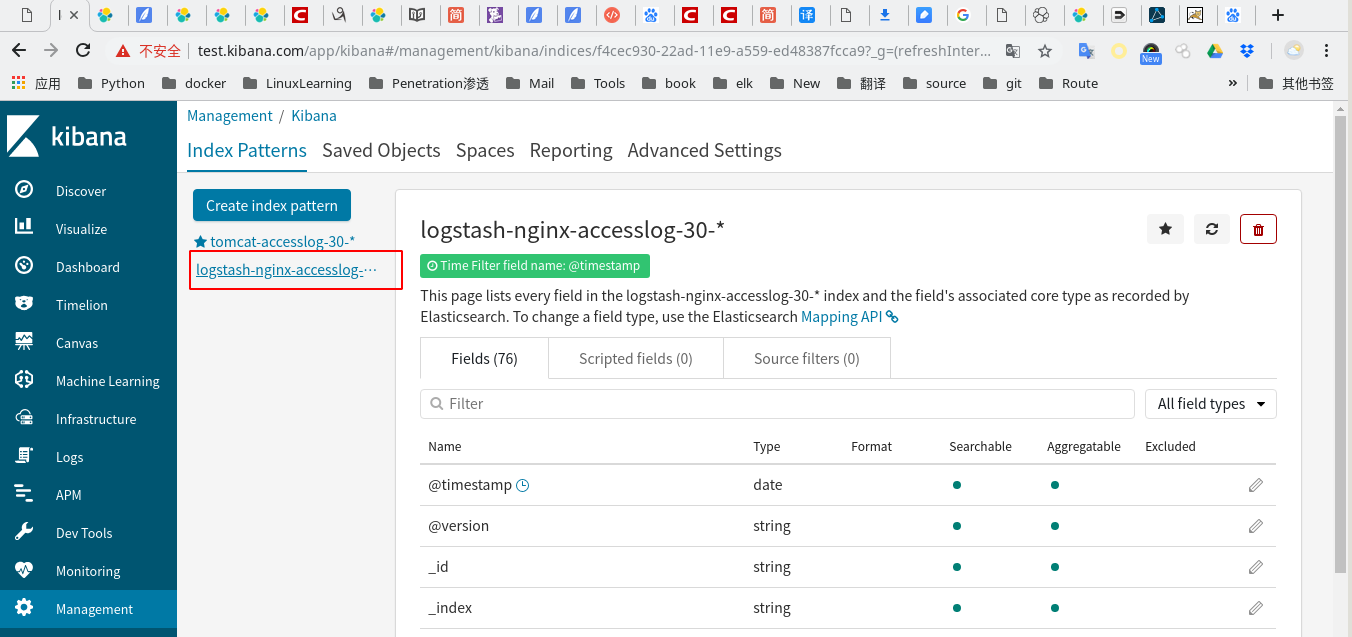 I
不安全
test.kibana.com/app/kibana#/management/kibana/indices/f4cec930-22ad-11e9-a559-ed48387fcca9?_g=(refreshInter...
New
应用
Python
docker
LinuxLearning
Penetration渗透
Mail
Tools
book
elk
New
翻译
source
git
Route
»
其他书签
kibana
Discover
Visualize
Dashboard
Timelion
Canvas
Machine Learning
Infrastructure
Logs
APM
Dev Tools
Monitoring
Management
Management / Kibana
Index Patterns Saved Objects Spaces Reporting Advanced Settings
Create index pattern
tomcat-accesslog-30-*
logstash-nginx-accesslog-···
logstash-nginx-accesslog-30-*
Time Filter field name: @timestamp
This page lists every field in the logstash-nginx-accesslog-30-* index and the field's associated core type as recorded by
Elasticsearch. To change a field type, use the Elasticsearch Mapping API
Fields (76) Scripted fields (0) Source filters (0)
Filter
All field types
Name Type Format Searchable Aggregatable Excluded
@timestamp date
@version string
_id string
_index string